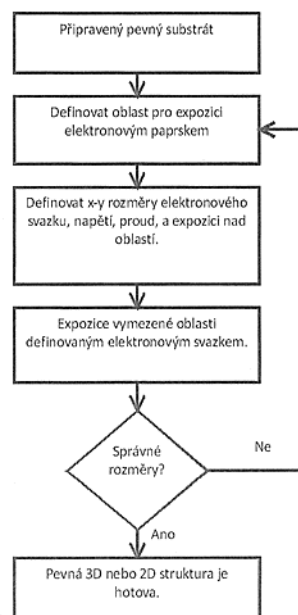 Připravený pevný substrát
Definovat oblast pro expozici
elektronovým paprskem
Definovat x-y rozměry elektronového
svazku, napětí, proud, a expozici nad
oblastí.
Expozice vymezené oblasti
definovaným elektronovým svazkem.
Správné
rozměry?
Ne
Ano
Pevná 3D nebo 2D struktura je
hotova.